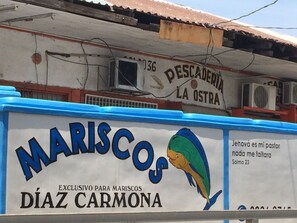 PESCADERÍA
LA OSTRA
MARISCOS
EXCLUSIVO PARA MARISCOS
DÍAZ CARMONA
Jehova es mi pastor
nada me faltara
Salmo 23